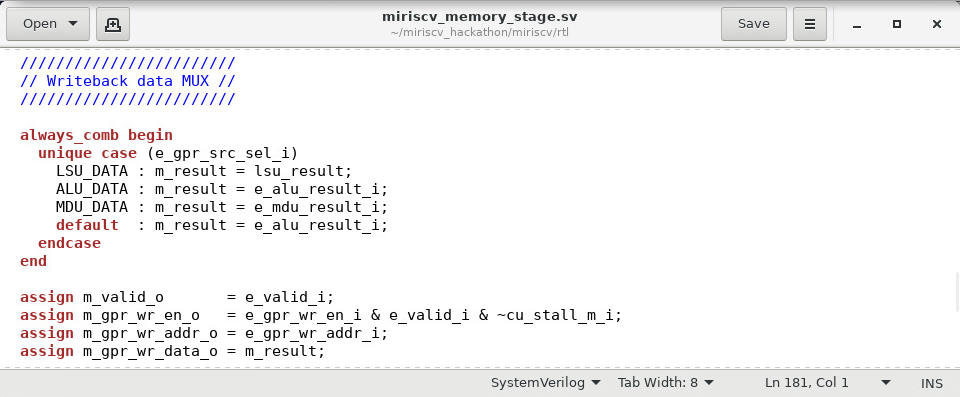 Open
miriscv_memory_stage.sv
~/miriscv_hackathon/miriscv/rtl
Save
////////////////////////
// Writeback data MUX //
////////////////////////
always_comb begin
  unique case (e_gpr_src_sel_i)
    LSU_DATA : m_result = lsu_result;
    ALU_DATA : m_result = e_alu_result_i;
    MDU_DATA : m_result = e_mdu_result_i;
    default  : m_result = e_alu_result_i;
  endcase
end
assign m_valid_o       = e_valid_i;
assign m_gpr_wr_en_o   = e_gpr_wr_en_i & e_valid_i & ~cu_stall_m_i;
assign m_gpr_wr_addr_o = e_gpr_wr_addr_i;
assign m_gpr_wr_data_o = m_result;
SystemVerilog
Tab Width: 8
Ln 181, Col 1
INS